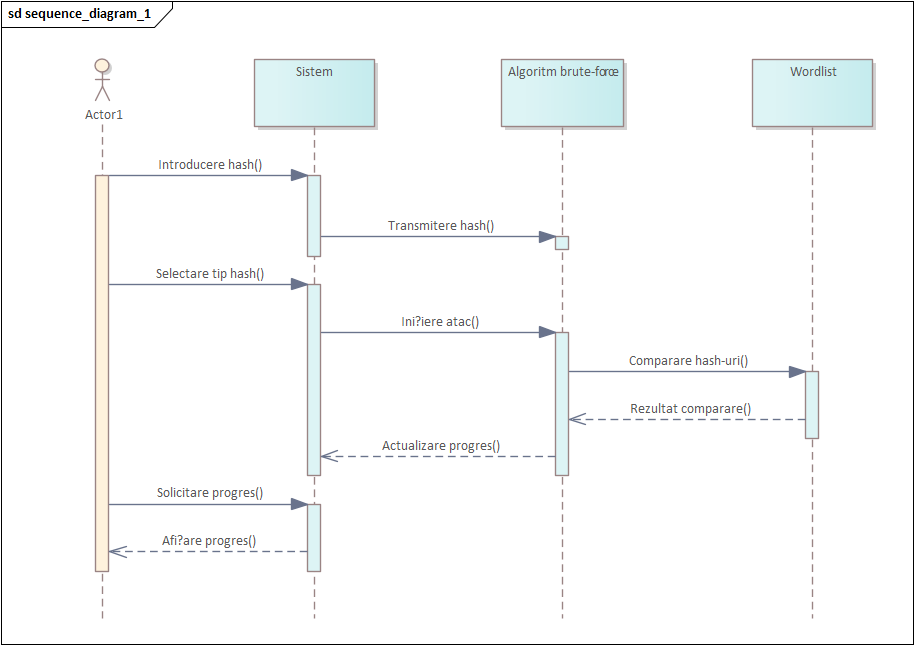 sd sequence_diagram_1
Actor1
Sistem
Algoritm brute-force
Wordlist
Introducere hash()
Transmitere hash()
Selectare tip hash()
Ini?iere atac()
Comparare hash-uri()
Rezultat comparare()
Actualizare progres()
Solicitare progres()
Afi?are progres()